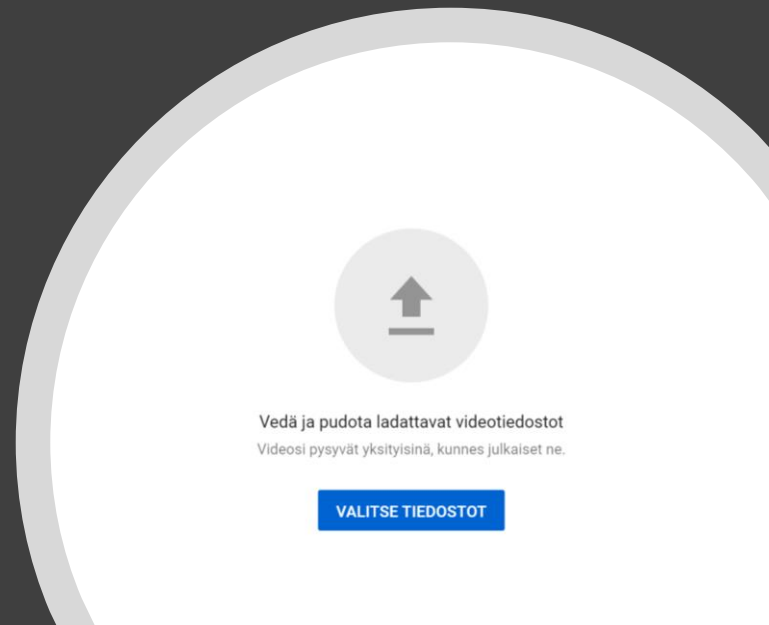 Vedä ja pudota ladattavat videotiedostot
Videosi pysyvät yksityisinä, kunnes julkaiset ne.
VALITSE TIEDOSTOT